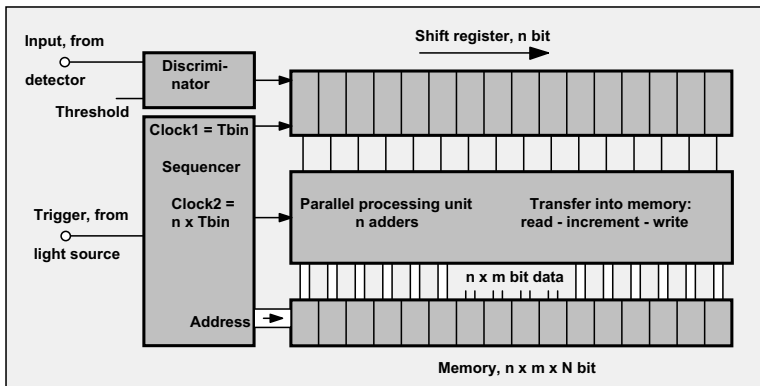 Shift register, n bit
Input, from
detector
Discrimi-
nator
Threshold
Clock1 = Tbin
Sequencer
Clock2 =
n x Tbin
Trigger, from
light source
Parallel processing unit
n adders
Transfer into memory:
read - increment - write
n x m bit data
Address
Memory, n x m x N bit